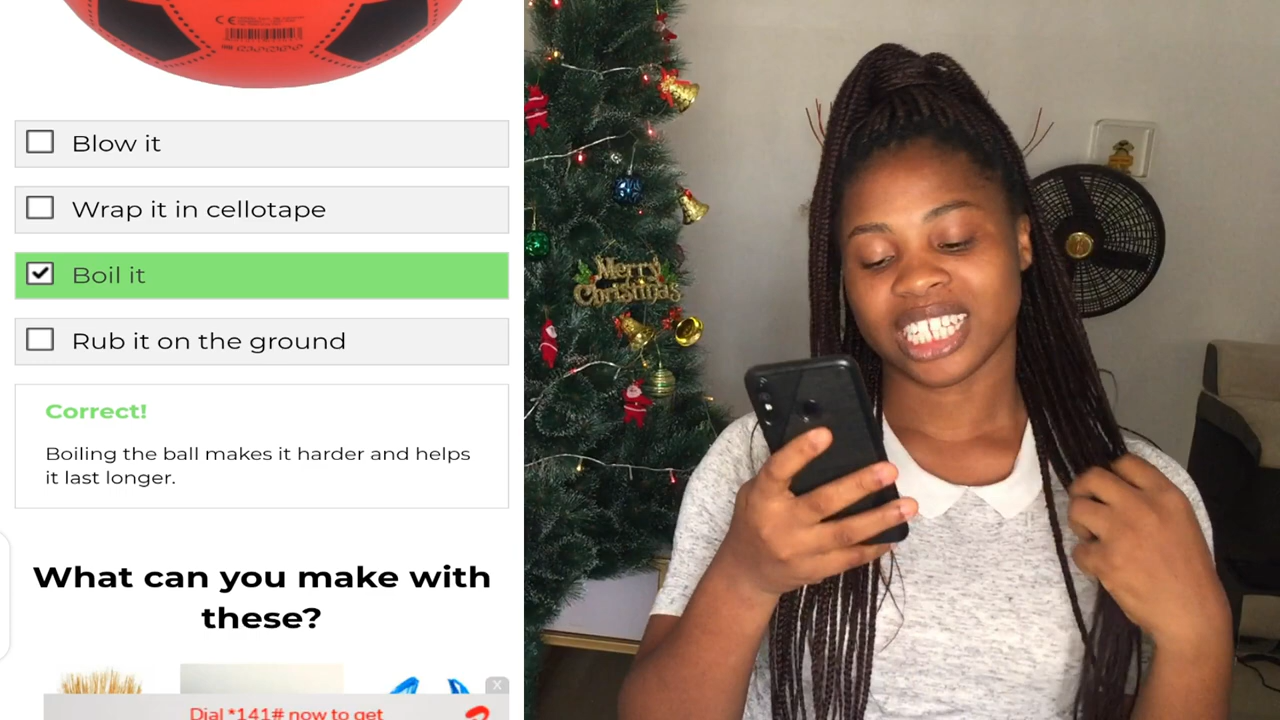 Blow it
Wrap it in cellotape
Boil it
Rub it on the ground
Correct!
Boiling the ball makes it harder and helps
it last longer.
What can you make with
these?
X
Dial *141# now to get
Merry
Christmas